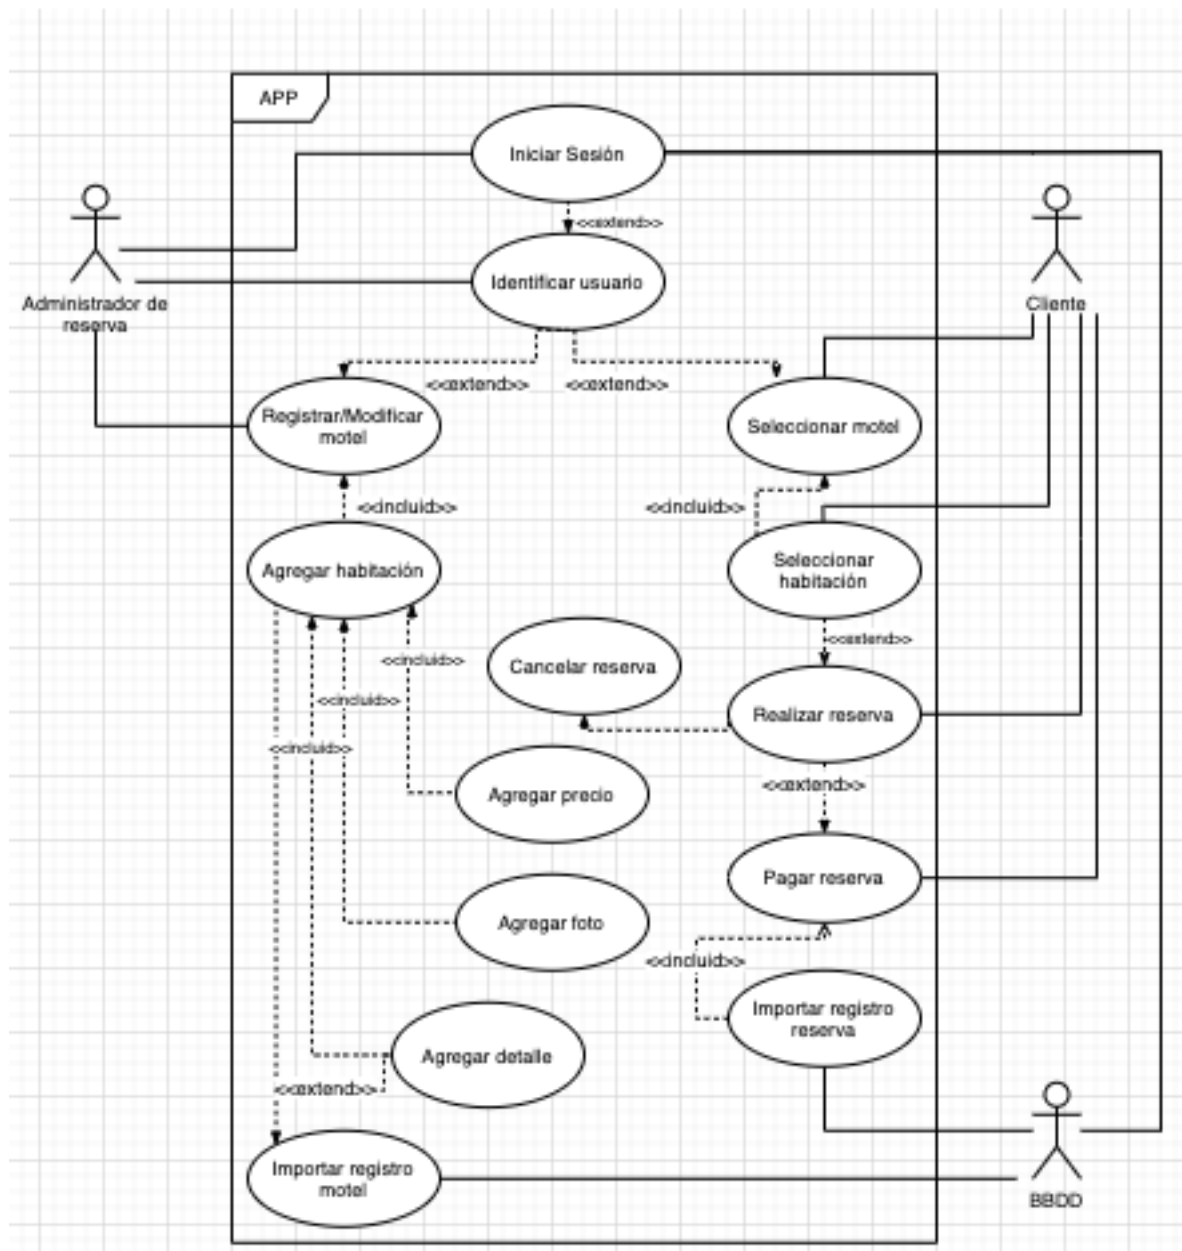 APP
Iniciar Sesión
<<extend>>
Identificar usuario
Administrador de
reserva
Cliente
<<extend>>
<<extend>>
Registrar/Modificar
motel
Seleccionar motel
<<incluid>>
<<incluid>>
Agregar habitación
Seleccionar
habitación
<<extend>>
<<incluid>>
Cancelar reserva
<<incluid>>
Realizar reserva
<<incluid>>
<<extend>>
Agregar precio
Pagar reserva
Agregar foto
<<incluid>>
Importar registro
reserva
Agregar detalle
<<extend>>
Importar registro
motel
BBDD